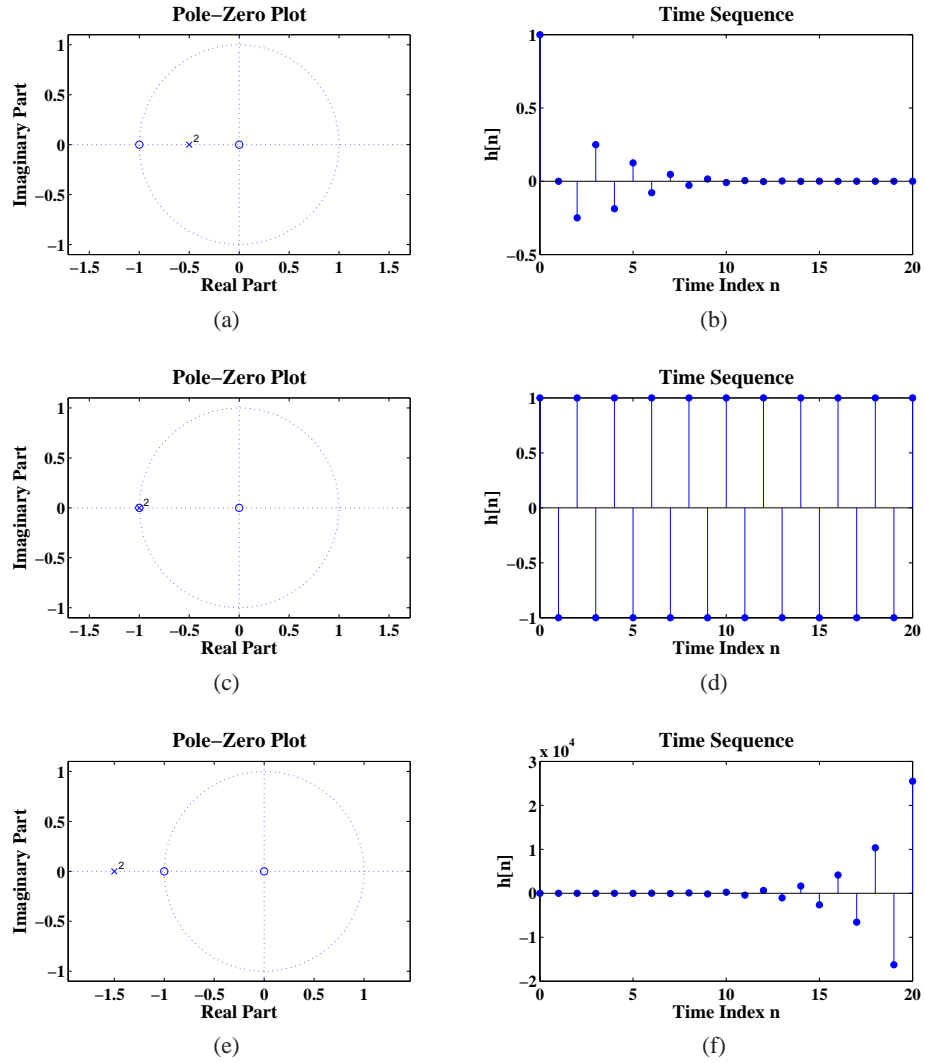 Pole−Zero Plot
1
0.5
0
−0.5
−1
Imaginary Part
2
−1.5 −1 −0.5 0 0.5 1 1.5
Real Part
(a)
Time Sequence
1
0.5
0
−0.5
h[n]
0 5 10 15 20
Time Index n
(b)
Pole−Zero Plot
1
0.5
0
−0.5
−1
Imaginary Part
2
−1.5 −1 −0.5 0 0.5 1 1.5
Real Part
(c)
Time Sequence
1
0.5
0
−0.5
−1
h[n]
0 5 10 15 20
Time Index n
(d)
Pole−Zero Plot
1
0.5
0
−0.5
−1
Imaginary Part
2
−1.5 −1 −0.5 0 0.5 1
Real Part
(e)
Time Sequence
x 10^4
3
2
1
0
−1
−2
h[n]
0 5 10 15 20
Time Index n
(f)